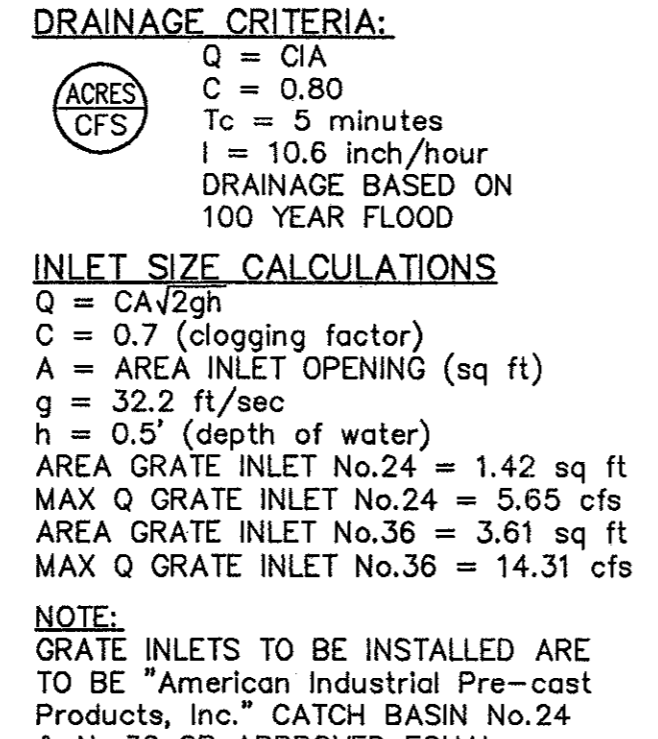 DRAINAGE CRITERIA:
ACRES
CFS
Q = CIA
C = 0.80
Tc = 5 minutes
I = 10.6 inch/hour
DRAINAGE BASED ON
100 YEAR FLOOD
INLET SIZE CALCULATIONS
Q = CA√2gh
C = 0.7 (clogging factor)
A = AREA INLET OPENING (sq ft)
g = 32.2 ft/sec
h = 0.5' (depth of water)
AREA GRATE INLET No.24 = 1.42 sq ft
MAX Q GRATE INLET No.24 = 5.65 cfs
AREA GRATE INLET No.36 = 3.61 sq ft
MAX Q GRATE INLET No.36 = 14.31 cfs
NOTE:
GRATE INLETS TO BE INSTALLED ARE
TO BE "American Industrial Pre-cast
Products, Inc." CATCH BASIN No.24